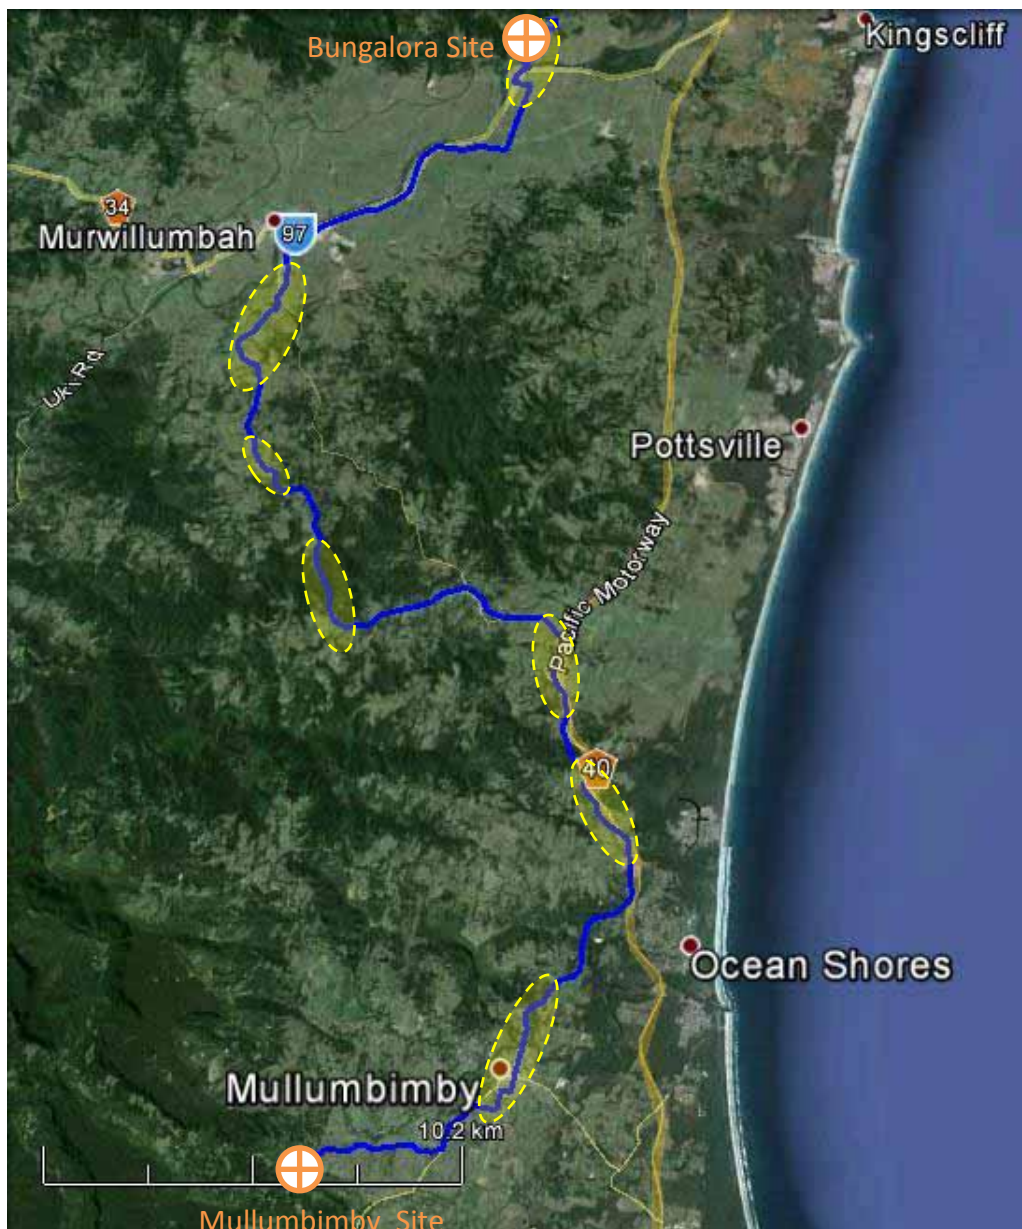 Bungalora Site
Kingscliff
34
Murwillumbah
97
Uki Rd
Pottsville
Pacific Motorway
40
Ocean Shores
Mullumbimby
10.2 km
Mullumbimby Site